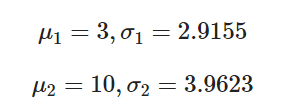 μ₁ = 3, σ₁ = 2.9155
μ₂ = 10, σ₂ = 3.9623